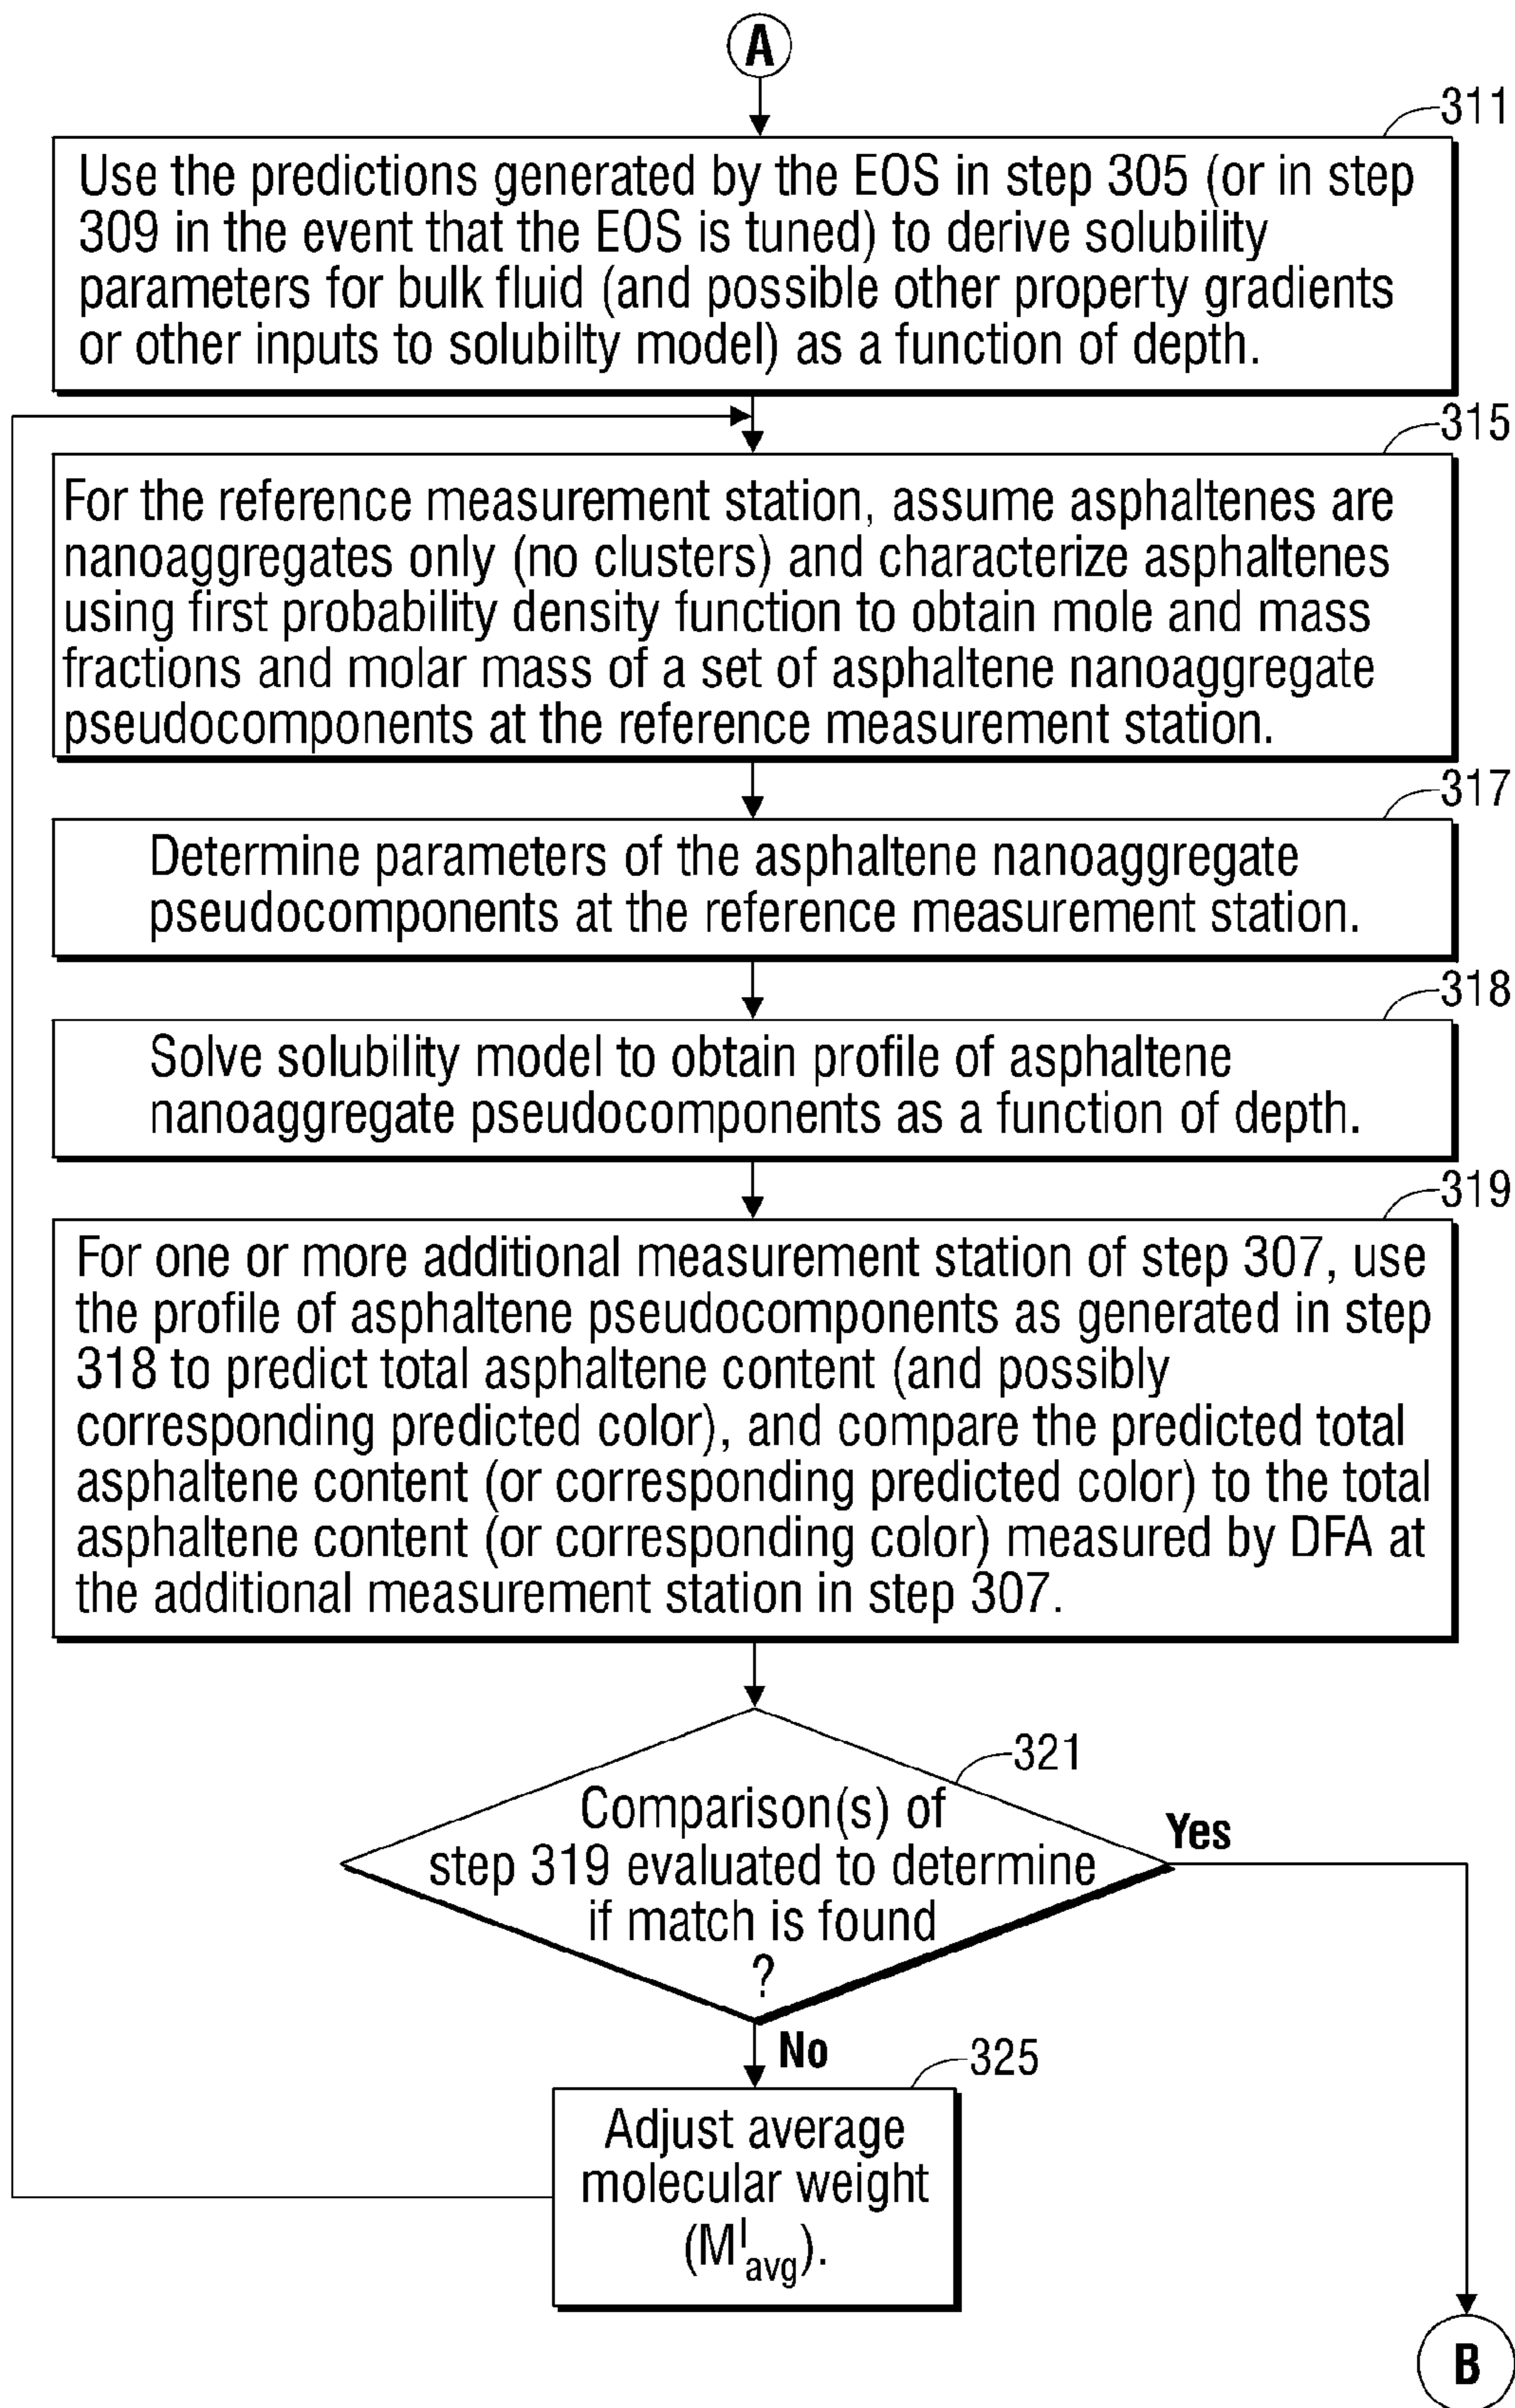 A
311
Use the predictions generated by the EOS in step 305 (or in step
309 in the event that the EOS is tuned) to derive solubility
parameters for bulk fluid (and possible other property gradients
or other inputs to solubilty model) as a function of depth.
315
For the reference measurement station, assume asphaltenes are
nanoaggregates only (no clusters) and characterize asphaltenes
using first probability density function to obtain mole and mass
fractions and molar mass of a set of asphaltene nanoaggregate
pseudocomponents at the reference measurement station.
317
Determine parameters of the asphaltene nanoaggregate
pseudocomponents at the reference measurement station.
318
Solve solubility model to obtain profile of asphaltene
nanoaggregate pseudocomponents as a function of depth.
319
For one or more additional measurement station of step 307, use
the profile of asphaltene pseudocomponents as generated in step
318 to predict total asphaltene content (and possibly
corresponding predicted color), and compare the predicted total
asphaltene content (or corresponding predicted color) to the total
asphaltene content (or corresponding color) measured by DFA at
the additional measurement station in step 307.
321
Comparison(s) of
step 319 evaluated to determine
if match is found
?
Yes
No
325
Adjust average
molecular weight
(M^I_avg).
B